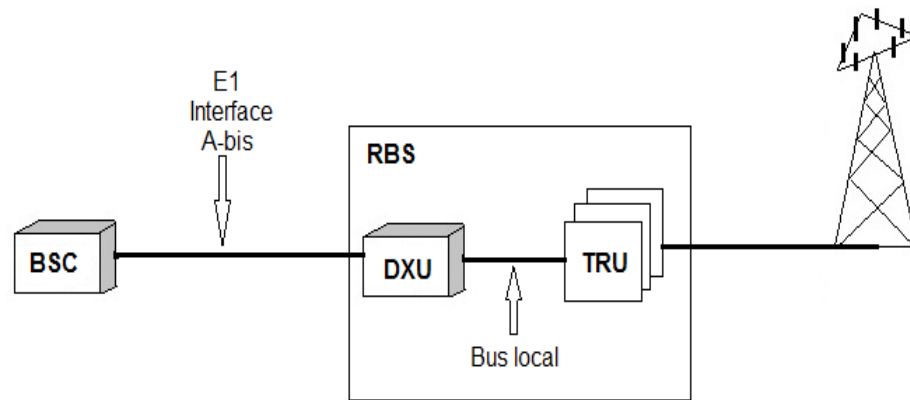 E1
Interface
A-bis
RBS
BSC
DXU
TRU
Bus local